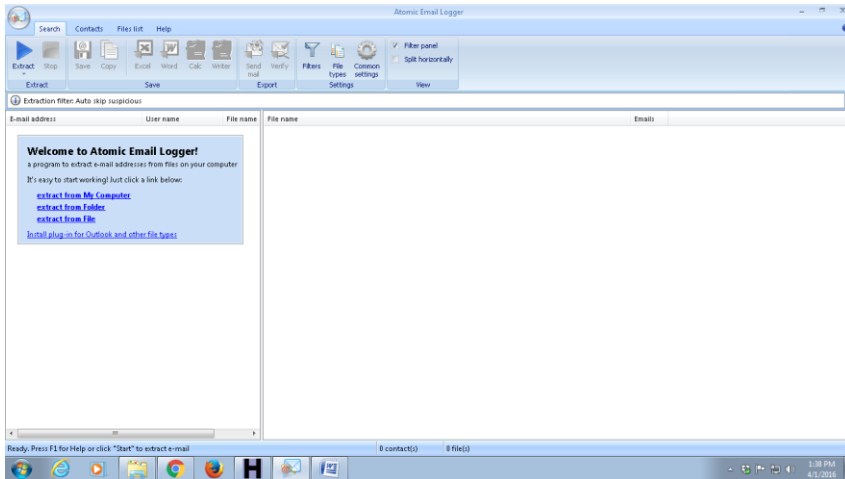 Atomic Email Logger
Search Contacts Files list Help
Extract Stop Save Copy Excel Word Calc Writer Send mail Verify Filters File types Common settings Filter panel
Split horizontally
Extract Save Export Settings View
Extraction filter: Auto skip suspicious
E-mail address User name File name File name Emails
Welcome to Atomic Email Logger!
a program to extract e-mail addresses from files on your computer
It's easy to start working! Just click a link below:
extract from My Computer
extract from Folder
extract from File
Install plug-in for Outlook and other file types
Ready. Press F1 for Help or click "Start" to extract e-mail 0 contact(s) 0 file(s)
H W
1:38 PM
4/1/2016